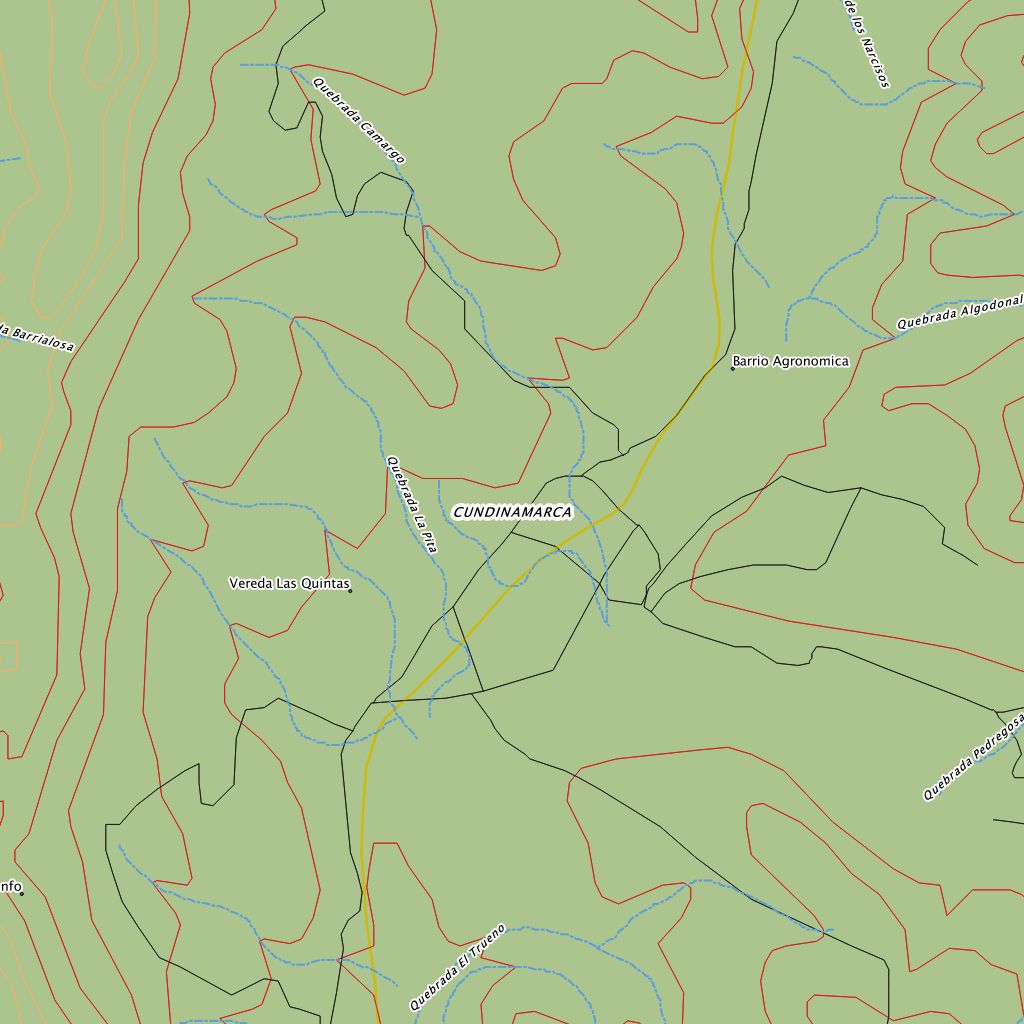 de los Narcisos
Quebrada Camargo
Quebrada Algodonal
la Barrialosa
Barrio Agronomica
Quebrada La Pita
CUNDINAMARCA
Vereda Las Quintas
Quebrada Pedregosa
nfo
Quebrada El Trueno